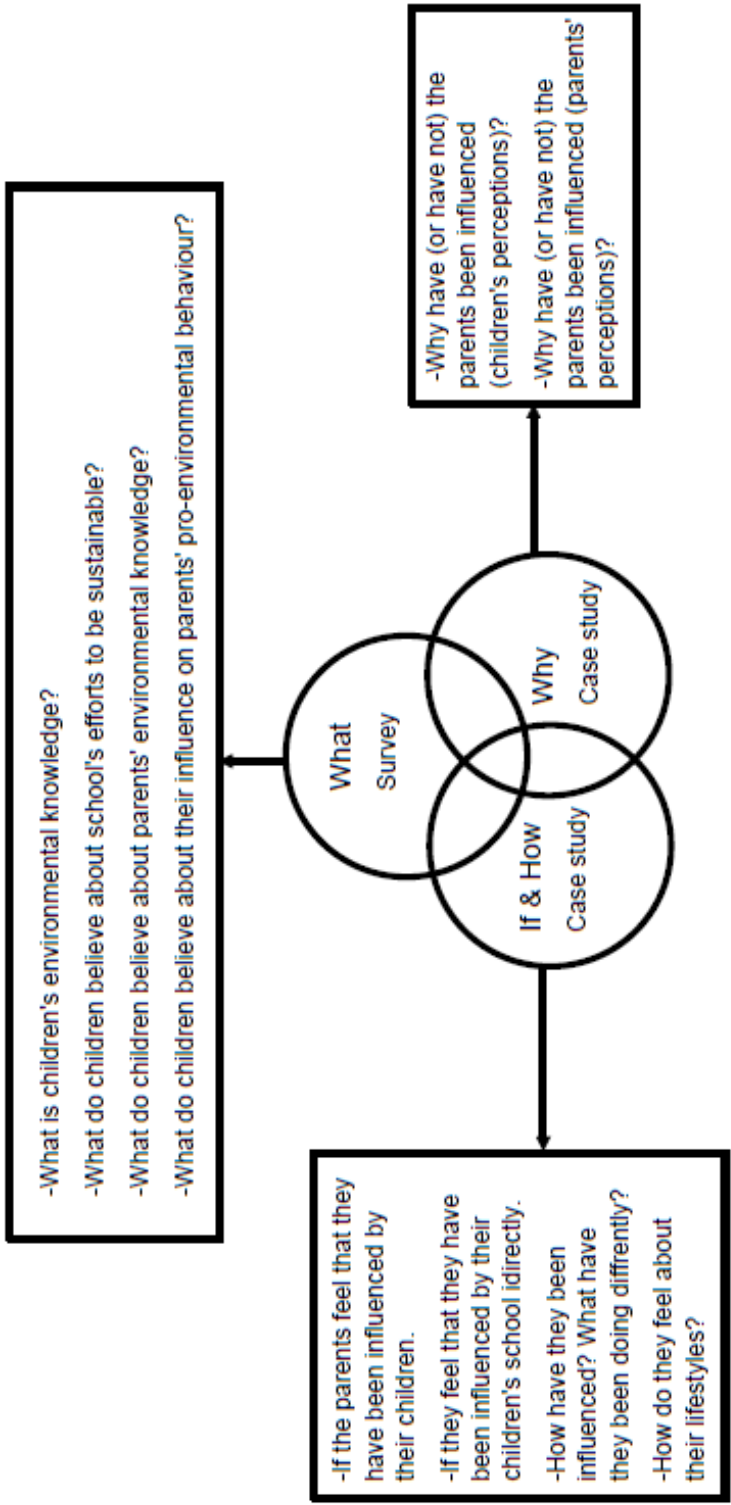 -What is children's environmental knowledge?
-What do children believe about school's efforts to be sustainable?
-What do children believe about parents' environmental knowledge?
-What do children believe about their influence on parents' pro-environmental behaviour?
What
Survey
If & How
Case study
Why
Case study
-If the parents feel that they
have been influenced by
their children.
-If they feel that they have
been influenced by their
children's school idirectly.
-How have they been
influenced? What have
they been doing diffrently?
-How do they feel about
their lifestyles?
-Why have (or have not) the
parents been influenced
(children's perceptions)?
-Why have (or have not) the
parents been influenced (parents'
perceptions)?